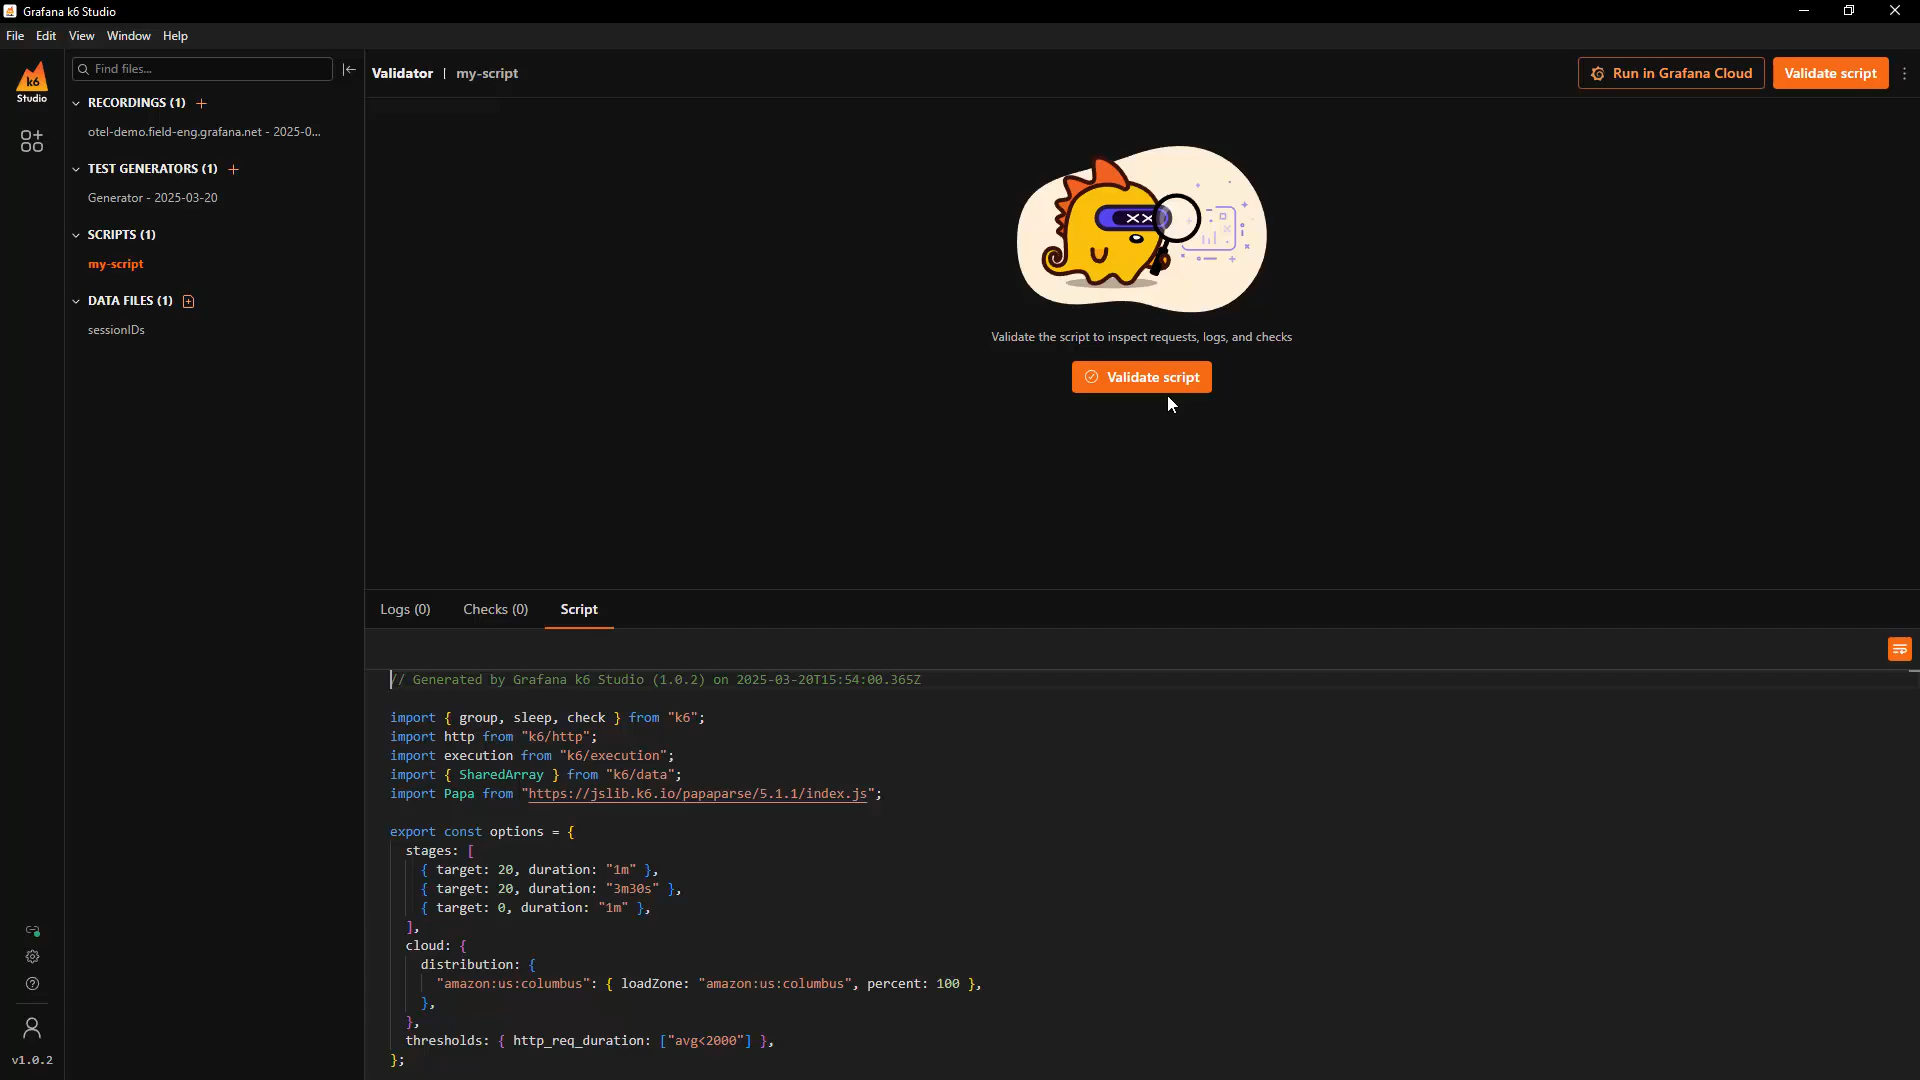 Grafana k6 Studio
File Edit View Window Help
k6
Studio
Find files...
RECORDINGS (1)
otel-demo.field-eng.grafana.net - 2025-0...
TEST GENERATORS (1)
Generator - 2025-03-20
SCRIPTS (1)
my-script
DATA FILES (1)
sessionIDs
v1.0.2
Validator | my-script
Run in Grafana Cloud
Validate script
Validate the script to inspect requests, logs, and checks
Validate script
Logs (0) Checks (0) Script
// Generated by Grafana k6 Studio (1.0.2) on 2025-03-20T15:54:00.365Z
import { group, sleep, check } from "k6";
import http from "k6/http";
import execution from "k6/execution";
import { SharedArray } from "k6/data";
import Papa from "https://jslib.k6.io/papaparse/5.1.1/index.js";
export const options = {
stages: [
{ target: 20, duration: "1m" },
{ target: 20, duration: "3m30s" },
{ target: 0, duration: "1m" },
],
cloud: {
distribution: {
"amazon:us:columbus": { loadZone: "amazon:us:columbus", percent: 100 },
},
},
thresholds: { http_req_duration: ["avg<2000"] },
};